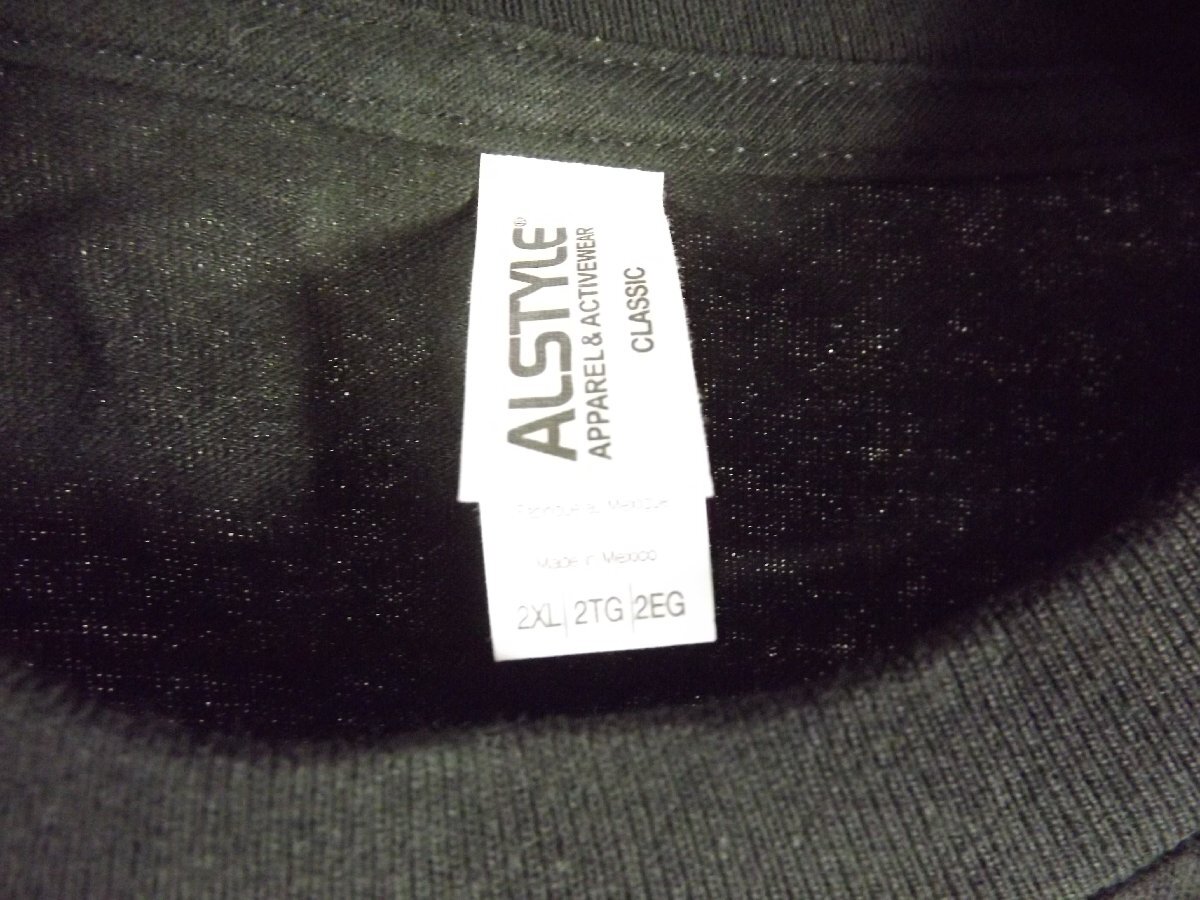 ALSTYLE®
APPAREL & ACTIVEWEAR
CLASSIC
Fabriqué au Mexique
Made in Mexico
2XL | 2TG | 2EG